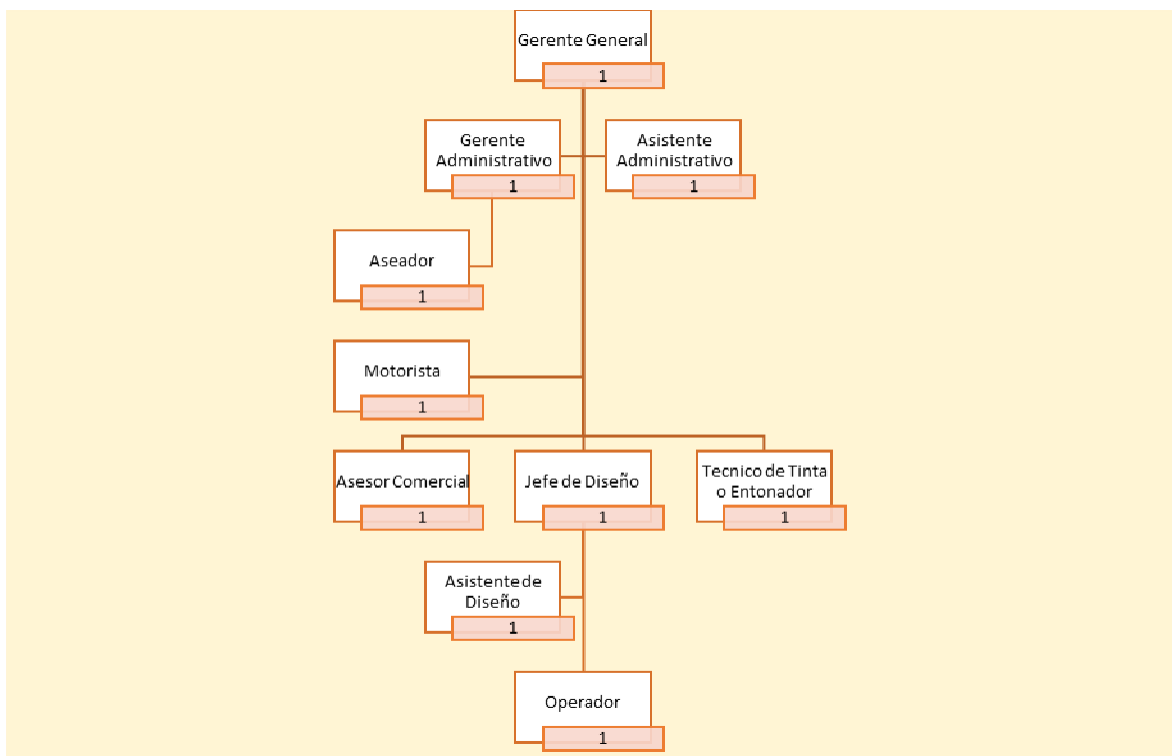 Gerente General
1
Gerente
Administrativo
1
Asistente
Administrativo
1
Aseador
1
Motorista
1
Asesor Comercial
1
Jefe de Diseño
1
Tecnico de Tinta
o Entonador
1
Asistente de
Diseño
1
Operador
1